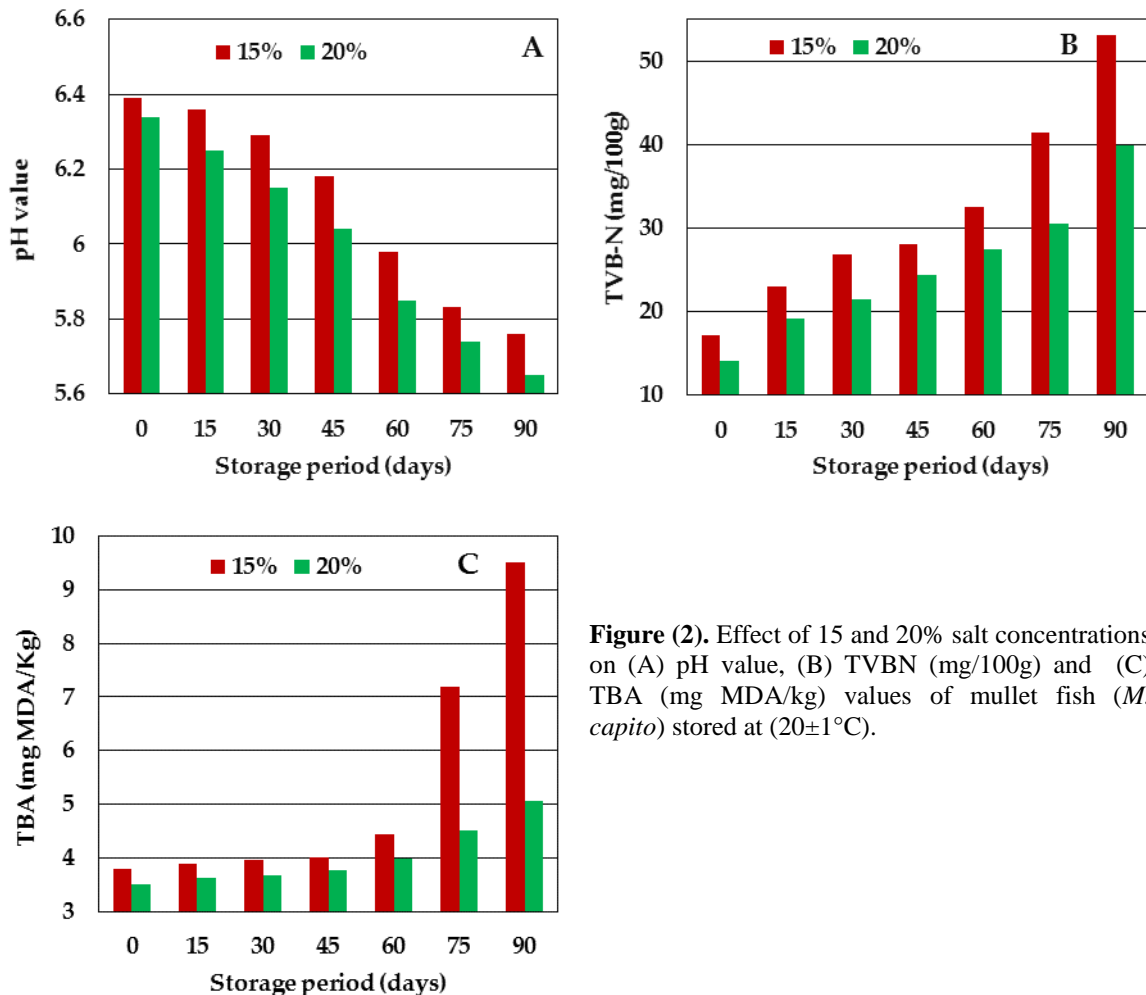 6.6
15% 20% A
6.4
6.2
6
5.8
5.6
pH value
0 15 30 45 60 75 90
Storage period (days)
15% 20% B
50
40
30
20
10
TVB-N (mg/100g)
0 15 30 45 60 75 90
Storage period (days)
10
15% 20% C
9
8
7
6
5
4
3
TBA (mg MDA/Kg)
0 15 30 45 60 75 90
Storage period (days)
Figure (2). Effect of 15 and 20% salt concentrations
on (A) pH value, (B) TVBN (mg/100g) and (C)
TBA (mg MDA/kg) values of mullet fish (M.
capito) stored at (20±1°C).